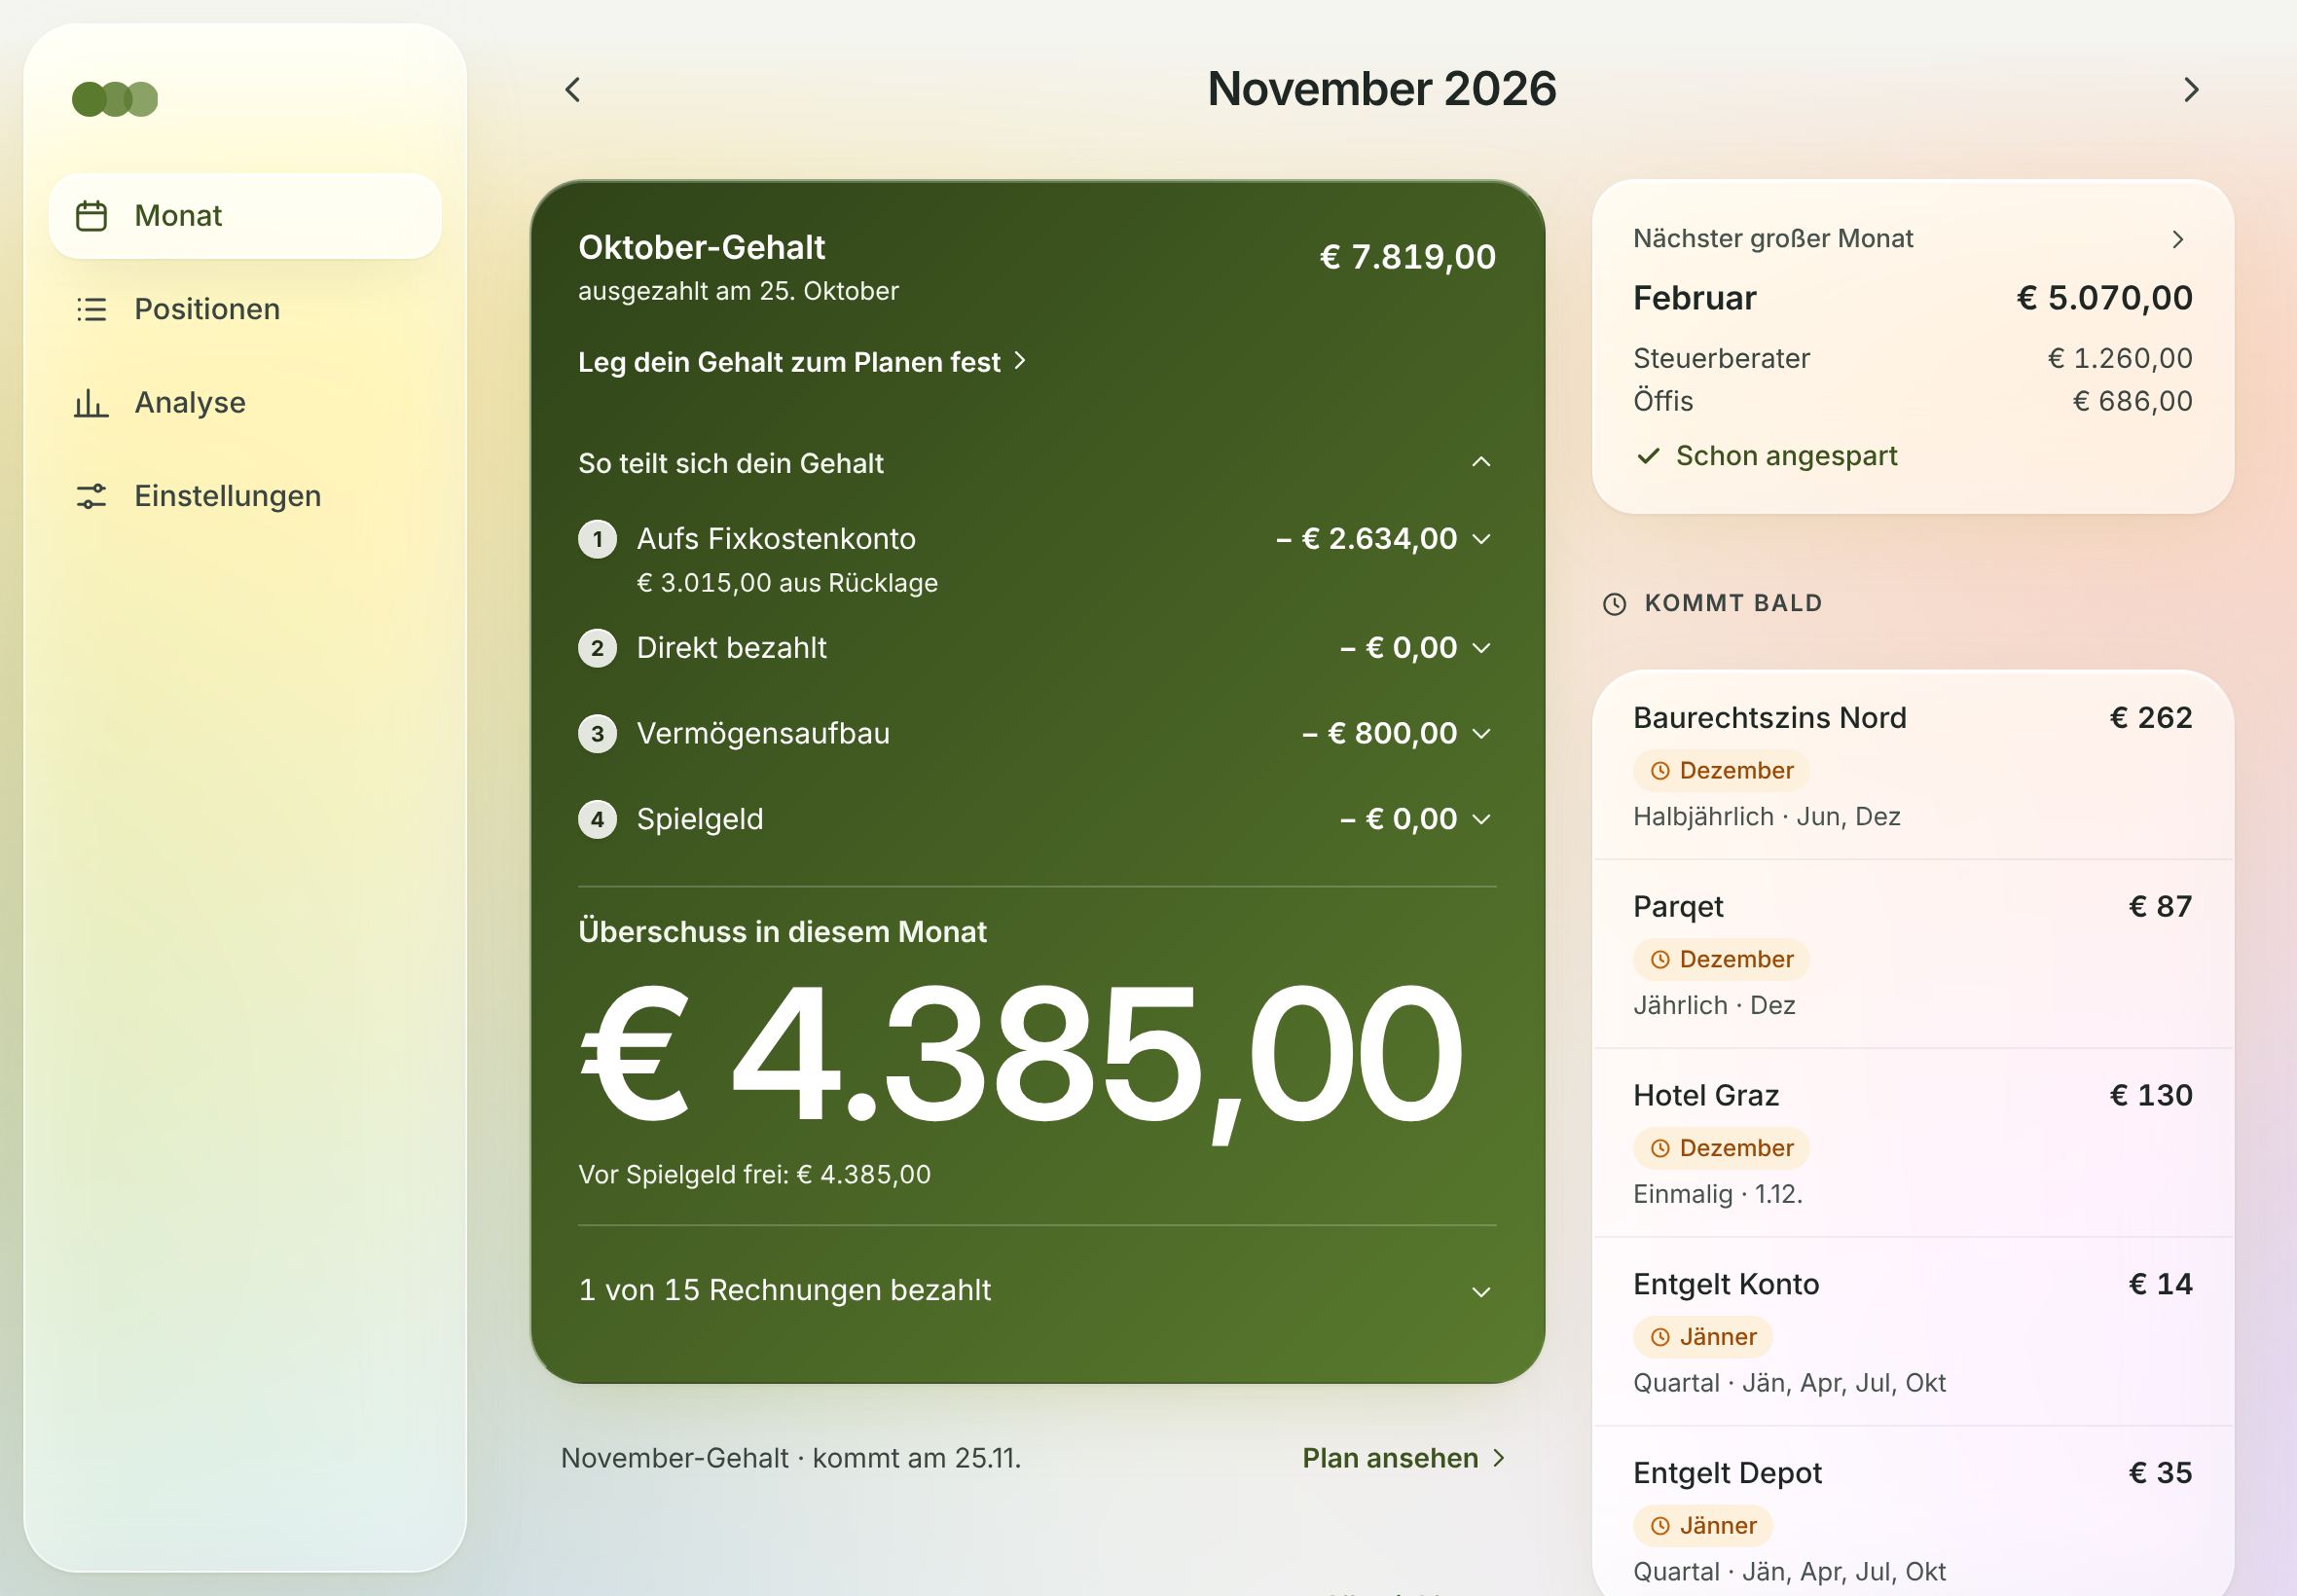 Monat
Positionen
Analyse
Einstellungen
November 2026
Oktober-Gehalt
€ 7.819,00
ausgezahlt am 25. Oktober
Leg dein Gehalt zum Planen fest
So teilt sich dein Gehalt
1 Aufs Fixkostenkonto – € 2.634,00
€ 3.015,00 aus Rücklage
2 Direkt bezahlt – € 0,00
3 Vermögensaufbau – € 800,00
4 Spielgeld – € 0,00
Überschuss in diesem Monat
€ 4.385,00
Vor Spielgeld frei: € 4.385,00
1 von 15 Rechnungen bezahlt
November-Gehalt · kommt am 25.11.
Plan ansehen
Nächster großer Monat
Februar € 5.070,00
Steuerberater € 1.260,00
Öffis € 686,00
Schon angespart
KOMMT BALD
Baurechtszins Nord € 262
Dezember
Halbjährlich · Jun, Dez
Parqet € 87
Dezember
Jährlich · Dez
Hotel Graz € 130
Dezember
Einmalig · 1.12.
Entgelt Konto € 14
Jänner
Quartal · Jän, Apr, Jul, Okt
Entgelt Depot € 35
Jänner
Quartal · Jän, Apr, Jul, Okt